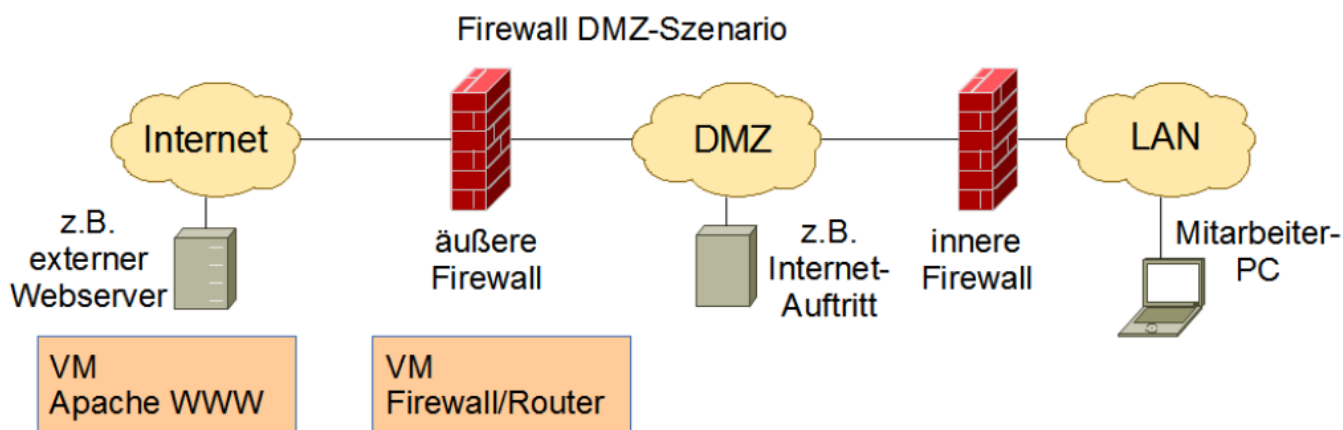 Firewall DMZ-Szenario
Internet
DMZ
LAN
z.B.
externer
Webserver
äußere
Firewall
z.B.
Internet-
Auftritt
innere
Firewall
Mitarbeiter-
PC
VM
Apache WWW
VM
Firewall/Router